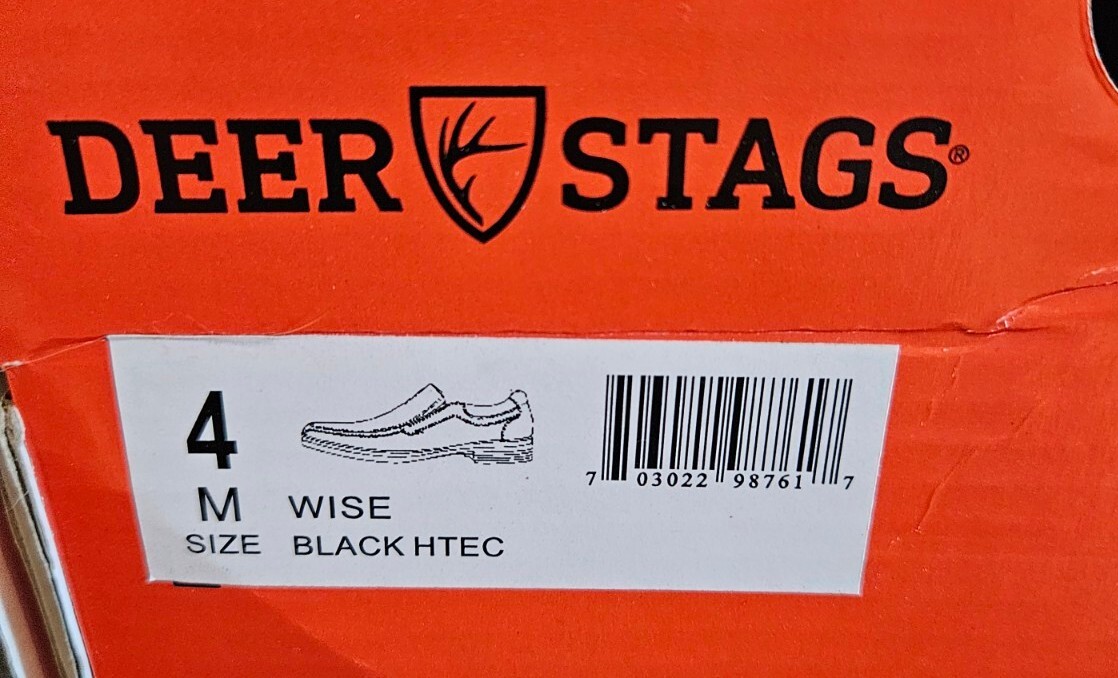 DEER STAGS®
4
M
SIZE
WISE
BLACK HTEC
7 03022 98761 7